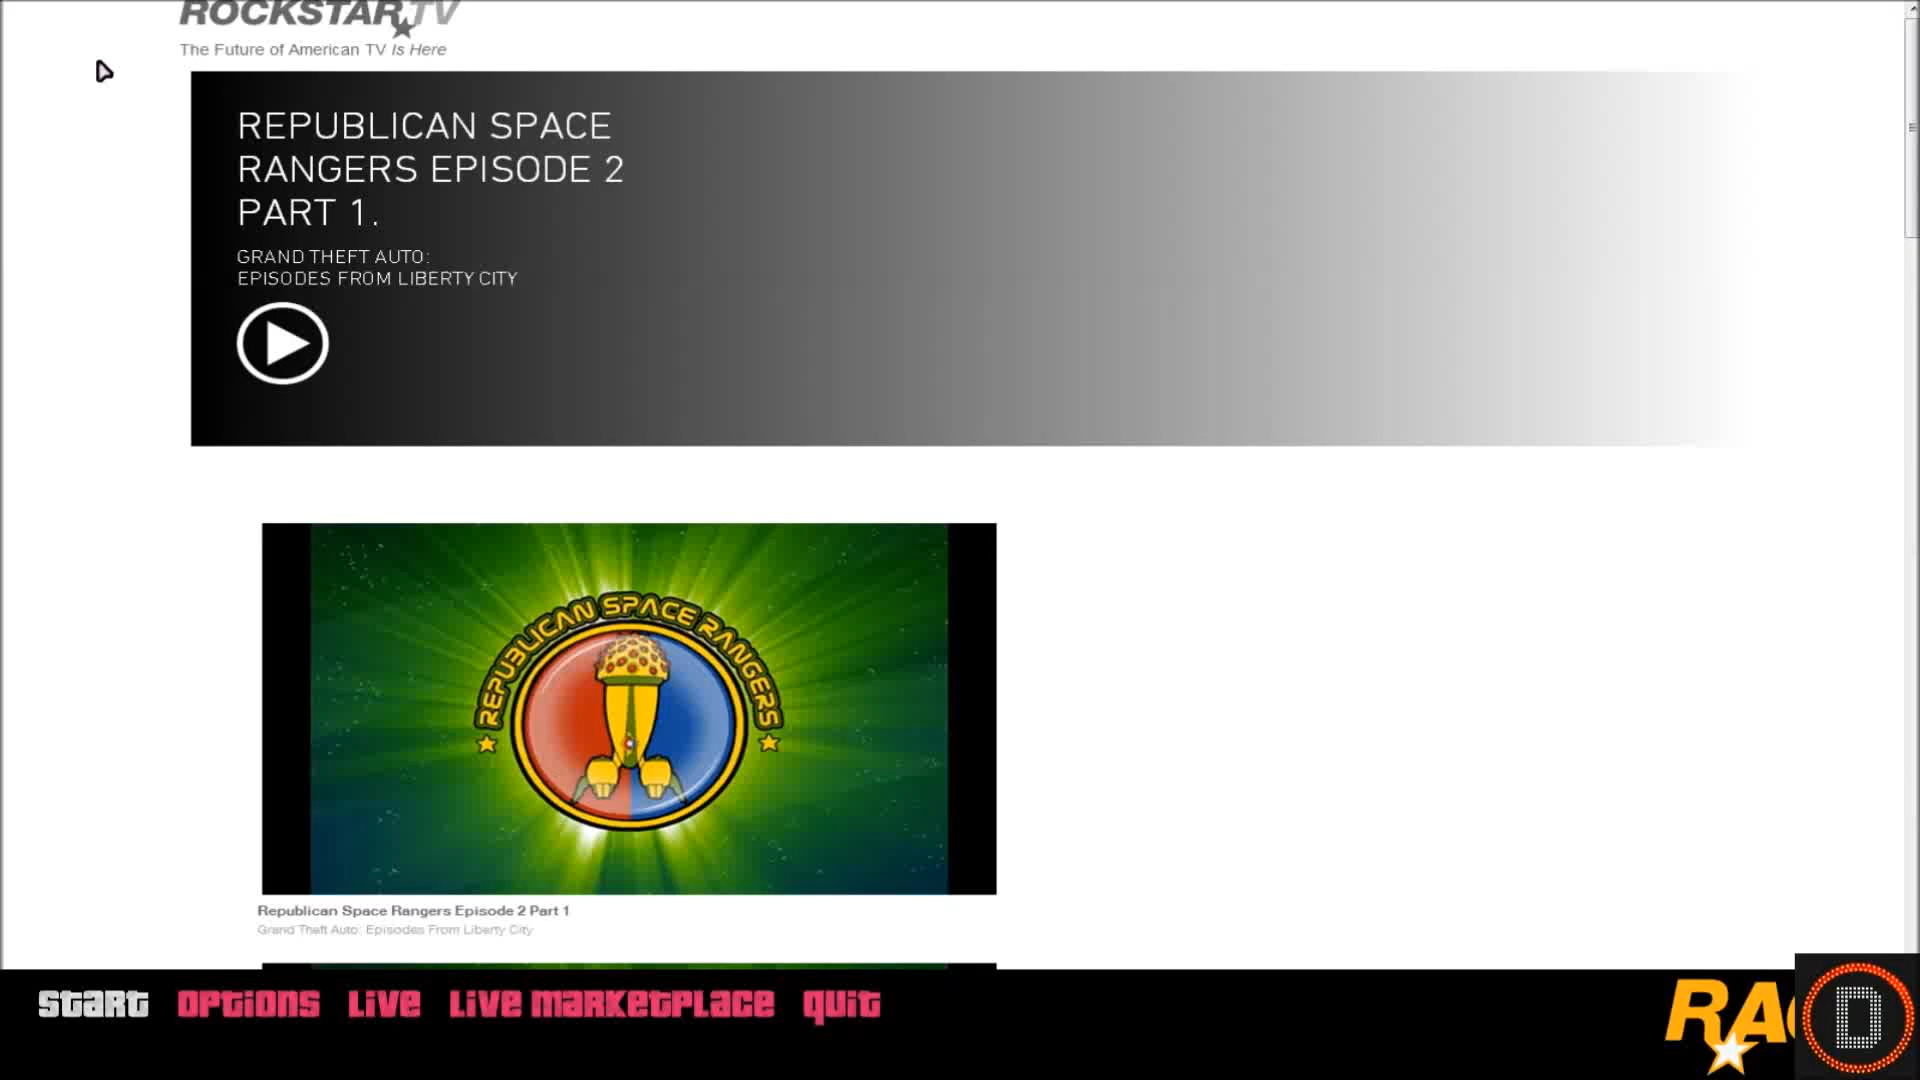 ROCKSTAR.TV
The Future of American TV Is Here
REPUBLICAN SPACE
RANGERS EPISODE 2
PART 1.
GRAND THEFT AUTO:
EPISODES FROM LIBERTY CITY
REPUBLICAN SPACE RANGERS
Republican Space Rangers Episode 2 Part 1
Grand Theft Auto: Episodes From Liberty City
START OPTIONS LIVE LIVE MARKETPLACE QUIT
RA
D